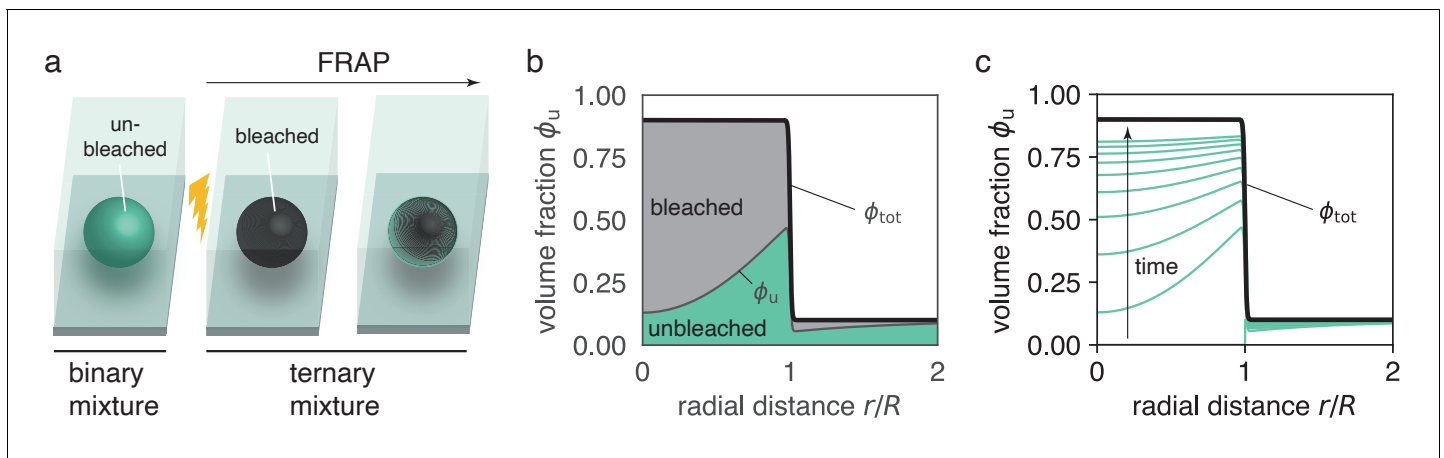 a
FRAP
un-
bleached
bleached
binary
mixture
ternary
mixture
b
volume fraction ϕu
1.00
0.75
0.50
0.25
0.00
bleached
ϕtot
ϕu
unbleached
0
1
2
radial distance r/R
c
volume fraction ϕu
1.00
0.75
0.50
0.25
0.00
ϕtot
time
0
1
2
radial distance r/R